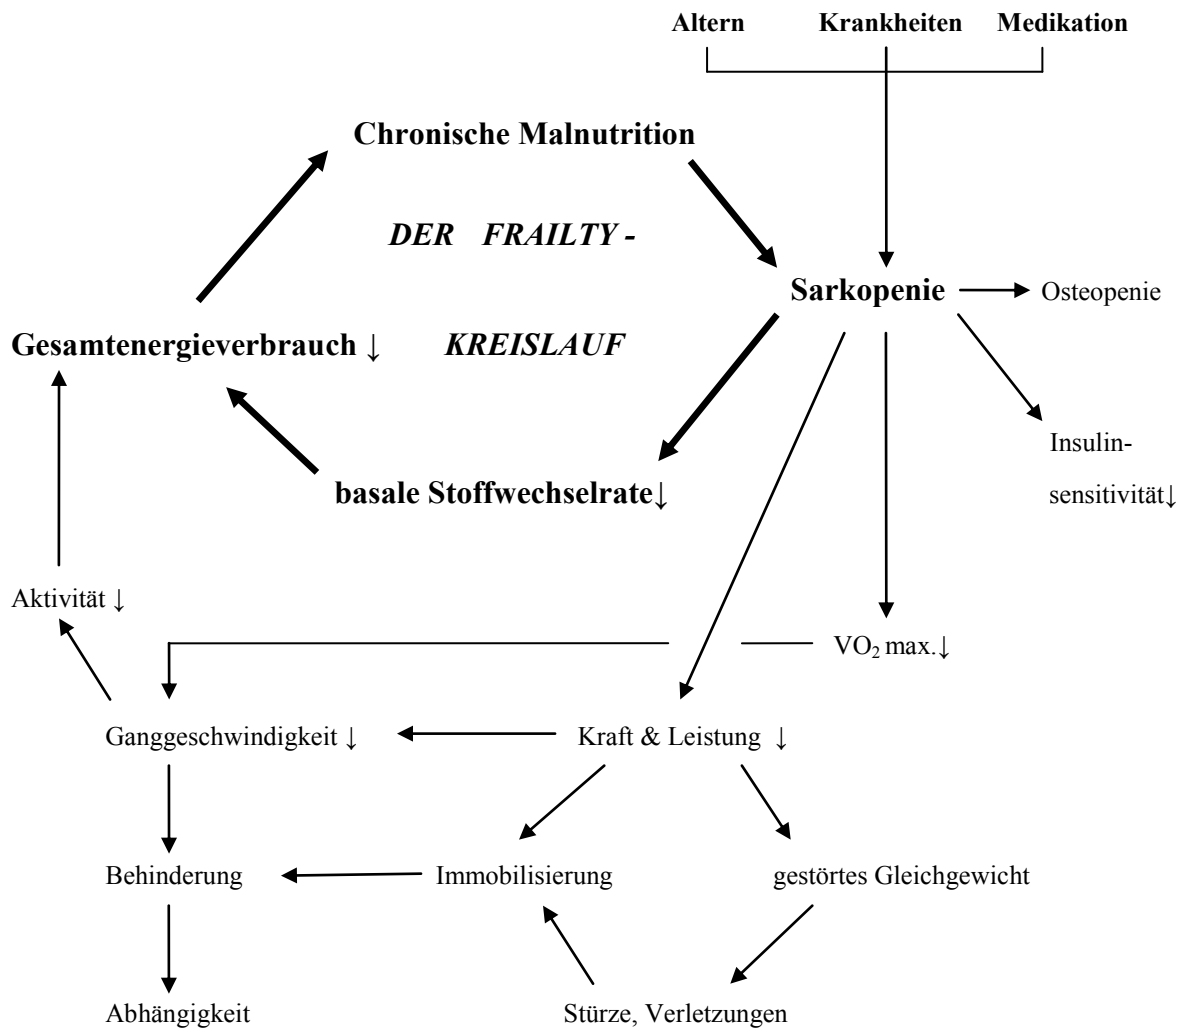 Altern Krankheiten Medikation
Chronische Malnutrition
DER FRAILTY -
Sarkopenie
Osteopenie
Gesamtenergieverbrauch ↓
KREISLAUF
Insulin-
sensitivität↓
basale Stoffwechselrate↓
Aktivität ↓
VO₂ max.↓
Ganggeschwindigkeit ↓
Kraft & Leistung ↓
Behinderung
Immobilisierung
gestörtes Gleichgewicht
Abhängigkeit
Stürze, Verletzungen